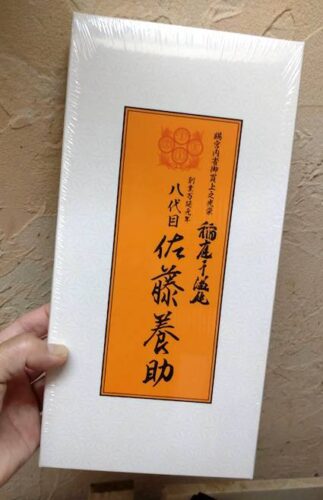 賜宮内省御買上之光栄
稲庭干温飩
創業万延元年
八代目 佐藤養助